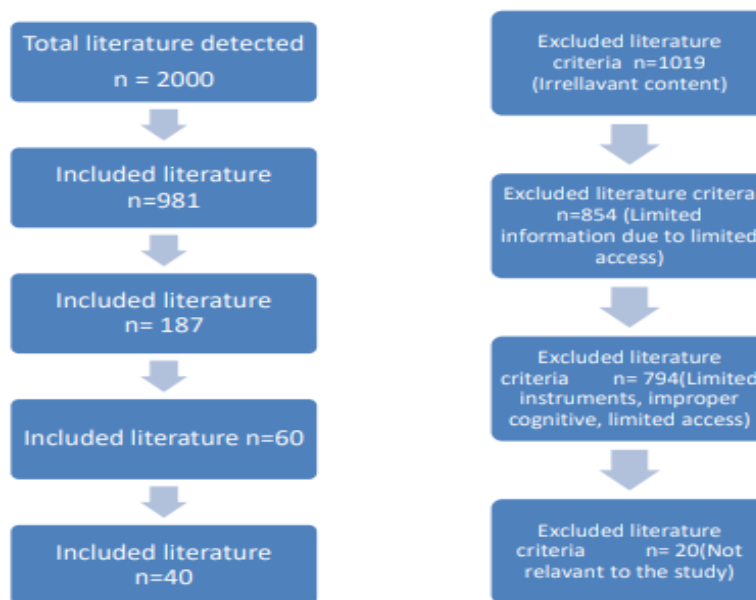 Total literature detected
n = 2000
Included literature
n=981
Included literature
n= 187
Included literature n=60
Included literature
n=40
Excluded literature
criteria n=1019
(Irrellavant content)
Excluded literature critera
n=854 (Limited
information due to limited
access)
Excluded literature
criteria n= 794(Limited
instruments, improper
cognitive, limited access)
Excluded literature
criteria n= 20(Not
relavant to the study)